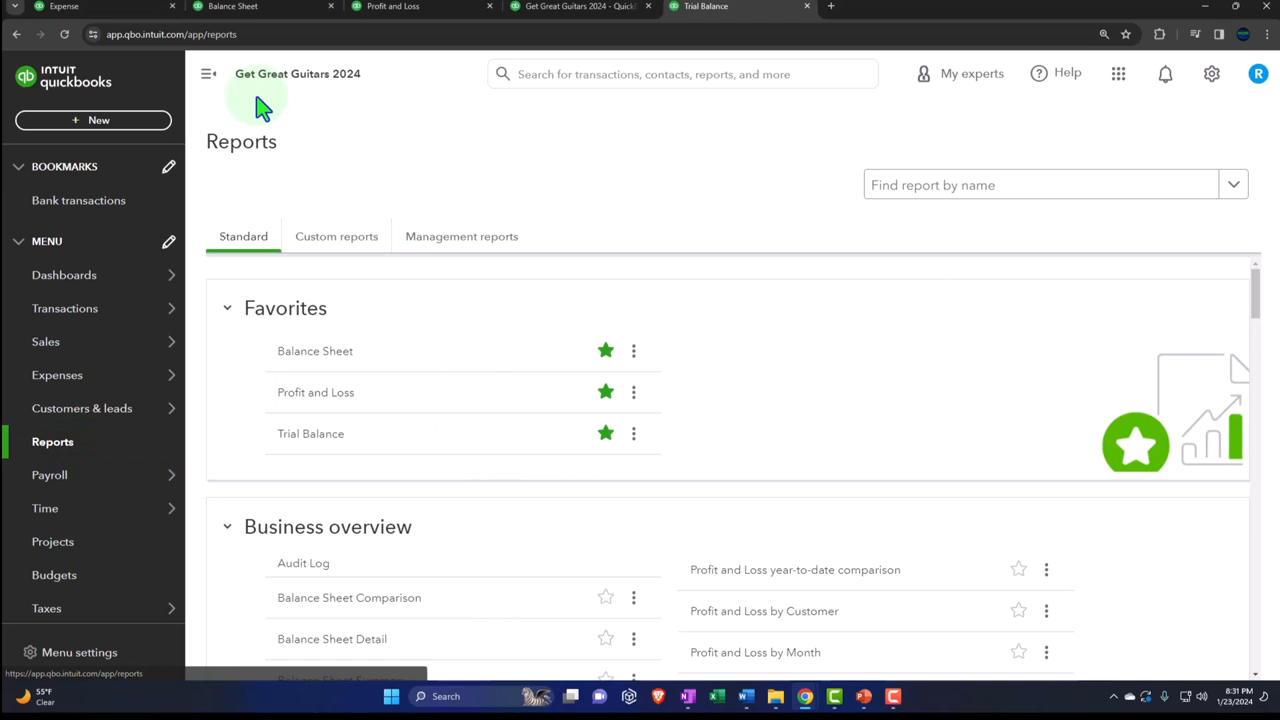 Expense
Balance Sheet
Profit and Loss
Get Great Guitars 2024 - Quick
Trial Balance
app.qbo.intuit.com/app/reports
INTUIT
quickbooks
Get Great Guitars 2024
Search for transactions, contacts, reports, and more
My experts
Help
R
+ New
Reports
BOOKMARKS
Bank transactions
Find report by name
MENU
Standard
Custom reports
Management reports
Dashboards
Transactions
Sales
Expenses
Customers & leads
Reports
Payroll
Time
Projects
Budgets
Taxes
Menu settings
Favorites
Balance Sheet
Profit and Loss
Trial Balance
Business overview
Audit Log
Balance Sheet Comparison
Balance Sheet Detail
Profit and Loss year-to-date comparison
Profit and Loss by Customer
Profit and Loss by Month
https://app.qbo.intuit.com/app/reports
55°F
Clear
Search
8:31 PM
1/23/2024